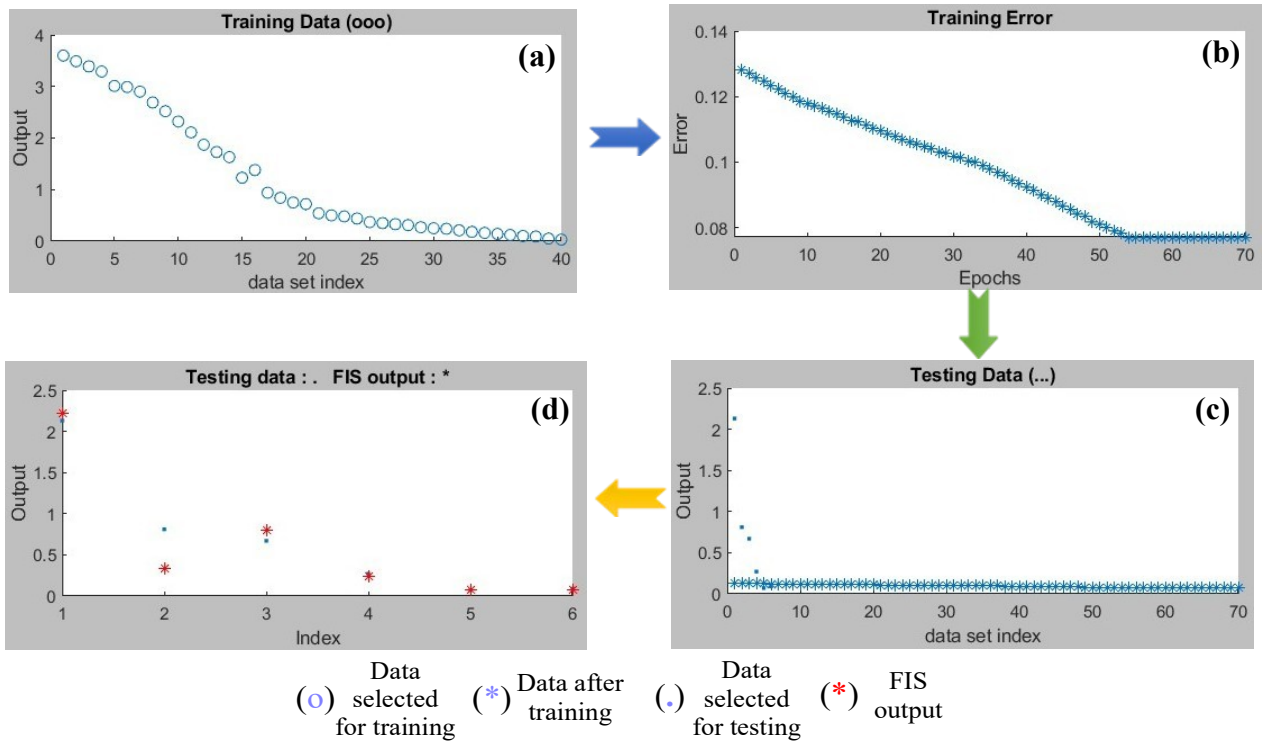 Training Data (ooo)
(a)
Output
4
3
2
1
0
0 5 10 15 20 25 30 35 40
data set index
Training Error
(b)
Error
0.14
0.12
0.1
0.08
0 10 20 30 40 50 60 70
Epochs
Testing data : . FIS output : *
(d)
Output
2.5
2
1.5
1
0.5
0
1 2 3 4 5 6
Index
Testing Data (...)
(c)
Output
2.5
2
1.5
1
0.5
0
0 10 20 30 40 50 60 70
data set index
(o) Data
selected
for training
(*) Data after
training
(.) Data
selected
for testing
(*) FIS
output